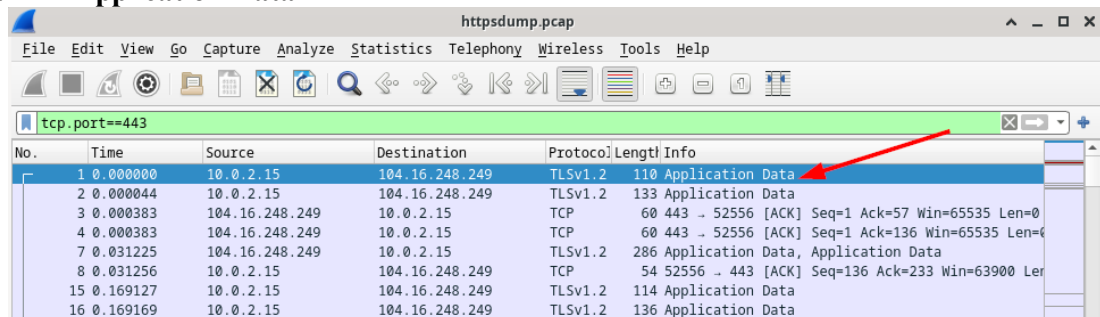 httpsdump.pcap
File Edit View Go Capture Analyze Statistics Telephony Wireless Tools Help
tcp.port==443
No. Time Source Destination Protocol Length Info
1 0.000000 10.0.2.15 104.16.248.249 TLSv1.2 110 Application Data
2 0.000044 10.0.2.15 104.16.248.249 TLSv1.2 133 Application Data
3 0.000383 104.16.248.249 10.0.2.15 TCP 60 443 → 52556 [ACK] Seq=1 Ack=57 Win=65535 Len=0
4 0.000383 104.16.248.249 10.0.2.15 TCP 60 443 → 52556 [ACK] Seq=1 Ack=136 Win=65535 Len=0
7 0.031225 104.16.248.249 10.0.2.15 TLSv1.2 286 Application Data, Application Data
8 0.031256 10.0.2.15 104.16.248.249 TCP 54 52556 → 443 [ACK] Seq=136 Ack=233 Win=63900 Ler
15 0.169127 10.0.2.15 104.16.248.249 TLSv1.2 114 Application Data
16 0.169169 10.0.2.15 104.16.248.249 TLSv1.2 136 Application Data